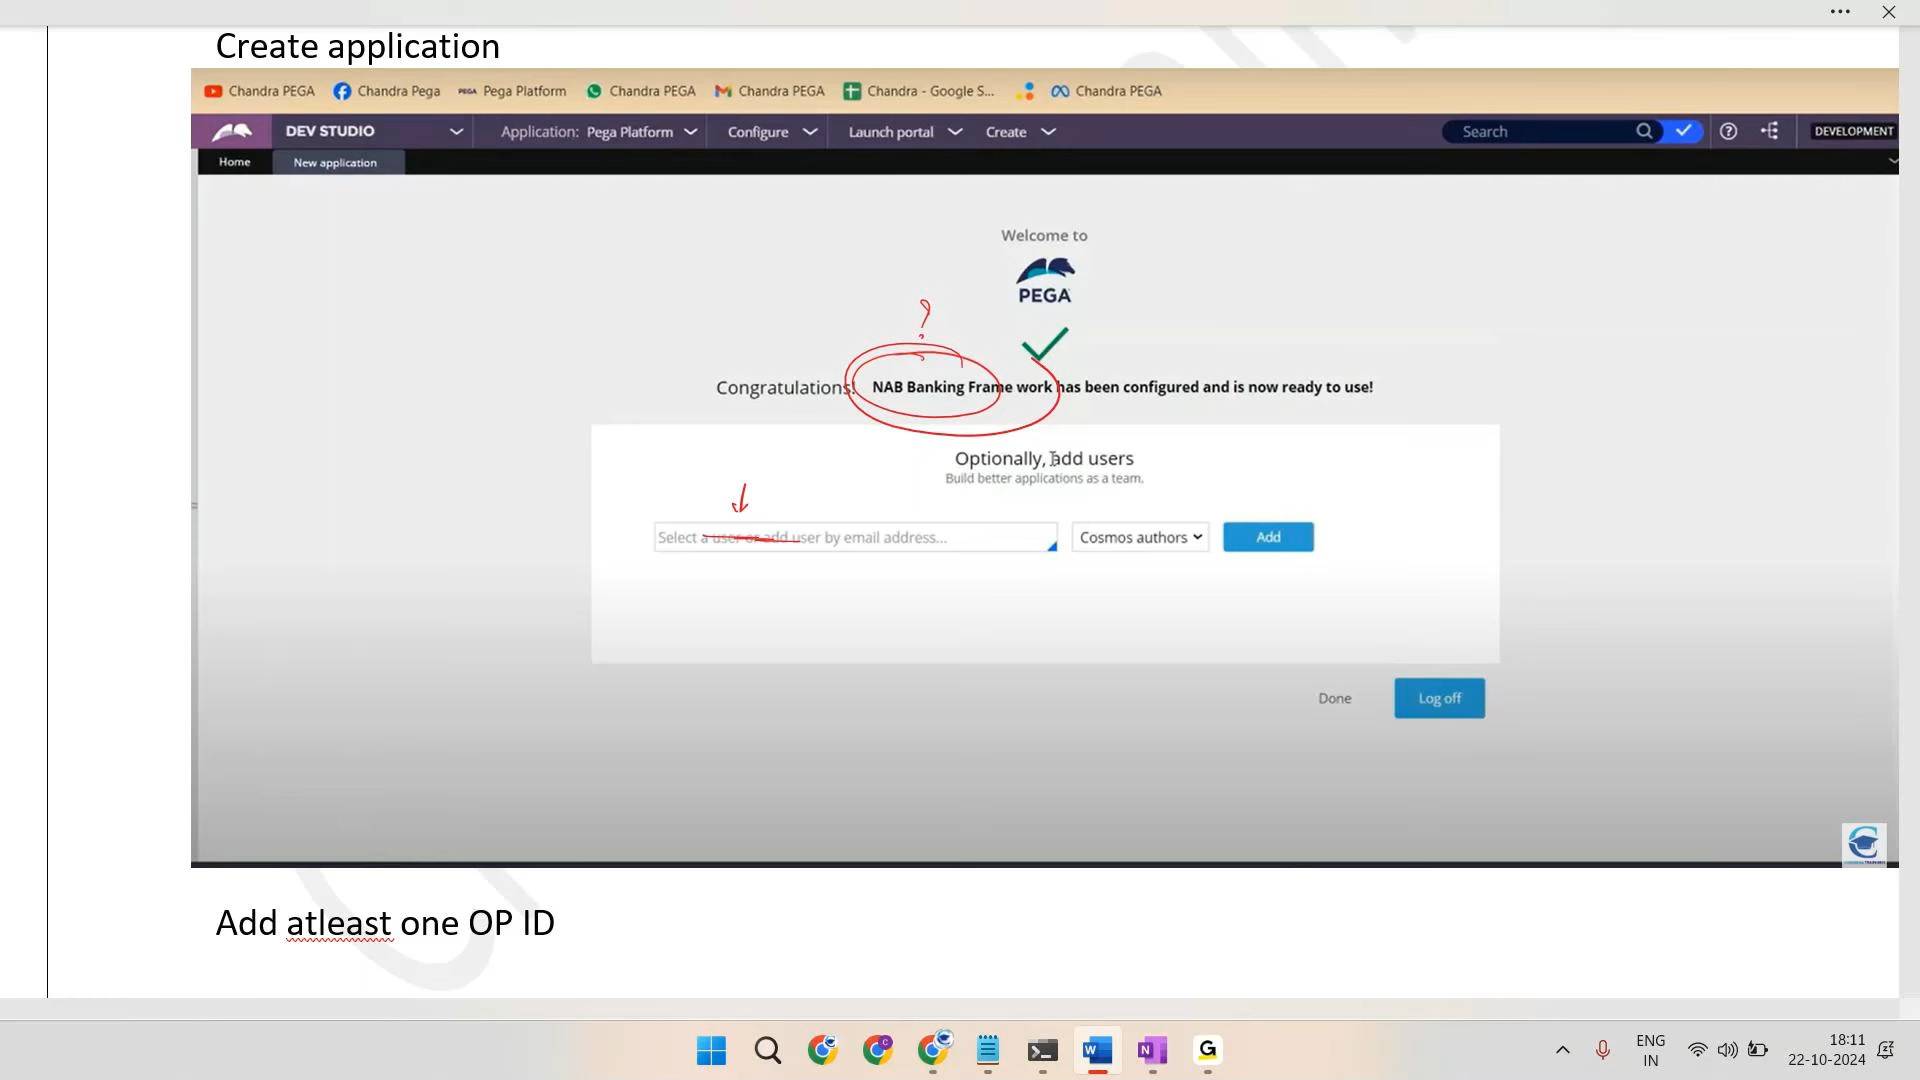 Create application
Chandra PEGA Chandra Pega PEGA Pega Platform Chandra PEGA Chandra PEGA Chandra - Google S... Chandra PEGA
DEV STUDIO Application: Pega Platform Configure Launch portal Create Search DEVELOPMENT
Home New application
Welcome to
PEGA
?
Congratulations! NAB Banking Frame work has been configured and is now ready to use!
Optionally, add users
Build better applications as a team.
Select a user or add user by email address... Cosmos authors Add
Done Log off
Add atleast one OP ID
ENG
IN
18:11
22-10-2024